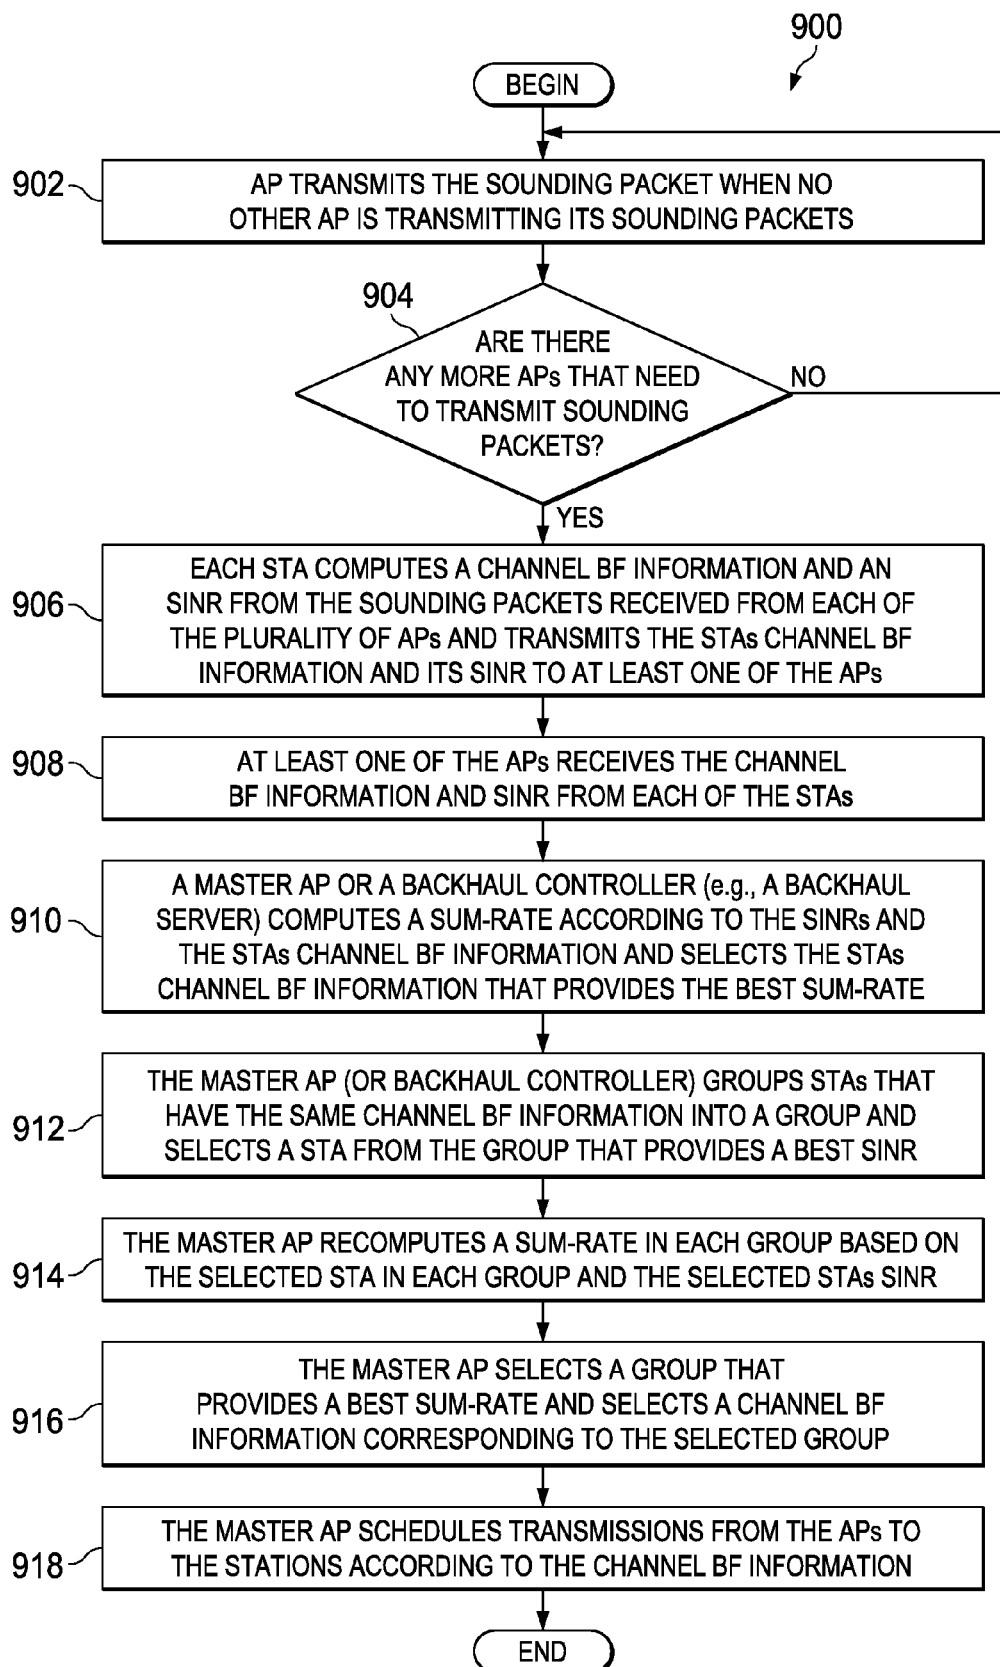 900
BEGIN
902
AP TRANSMITS THE SOUNDING PACKET WHEN NO
OTHER AP IS TRANSMITTING ITS SOUNDING PACKETS
904
ARE THERE
ANY MORE APs THAT NEED
TO TRANSMIT SOUNDING
PACKETS?
NO
YES
906
EACH STA COMPUTES A CHANNEL BF INFORMATION AND AN
SINR FROM THE SOUNDING PACKETS RECEIVED FROM EACH OF
THE PLURALITY OF APs AND TRANSMITS THE STAs CHANNEL BF
INFORMATION AND ITS SINR TO AT LEAST ONE OF THE APs
908
AT LEAST ONE OF THE APs RECEIVES THE CHANNEL
BF INFORMATION AND SINR FROM EACH OF THE STAs
910
A MASTER AP OR A BACKHAUL CONTROLLER (e.g., A BACKHAUL
SERVER) COMPUTES A SUM-RATE ACCORDING TO THE SINRs AND
THE STAs CHANNEL BF INFORMATION AND SELECTS THE STAs
CHANNEL BF INFORMATION THAT PROVIDES THE BEST SUM-RATE
912
THE MASTER AP (OR BACKHAUL CONTROLLER) GROUPS STAs THAT
HAVE THE SAME CHANNEL BF INFORMATION INTO A GROUP AND
SELECTS A STA FROM THE GROUP THAT PROVIDES A BEST SINR
914
THE MASTER AP RECOMPUTES A SUM-RATE IN EACH GROUP BASED ON
THE SELECTED STA IN EACH GROUP AND THE SELECTED STAs SINR
916
THE MASTER AP SELECTS A GROUP THAT
PROVIDES A BEST SUM-RATE AND SELECTS A CHANNEL BF
INFORMATION CORRESPONDING TO THE SELECTED GROUP
918
THE MASTER AP SCHEDULES TRANSMISSIONS FROM THE APs TO
THE STATIONS ACCORDING TO THE CHANNEL BF INFORMATION
END